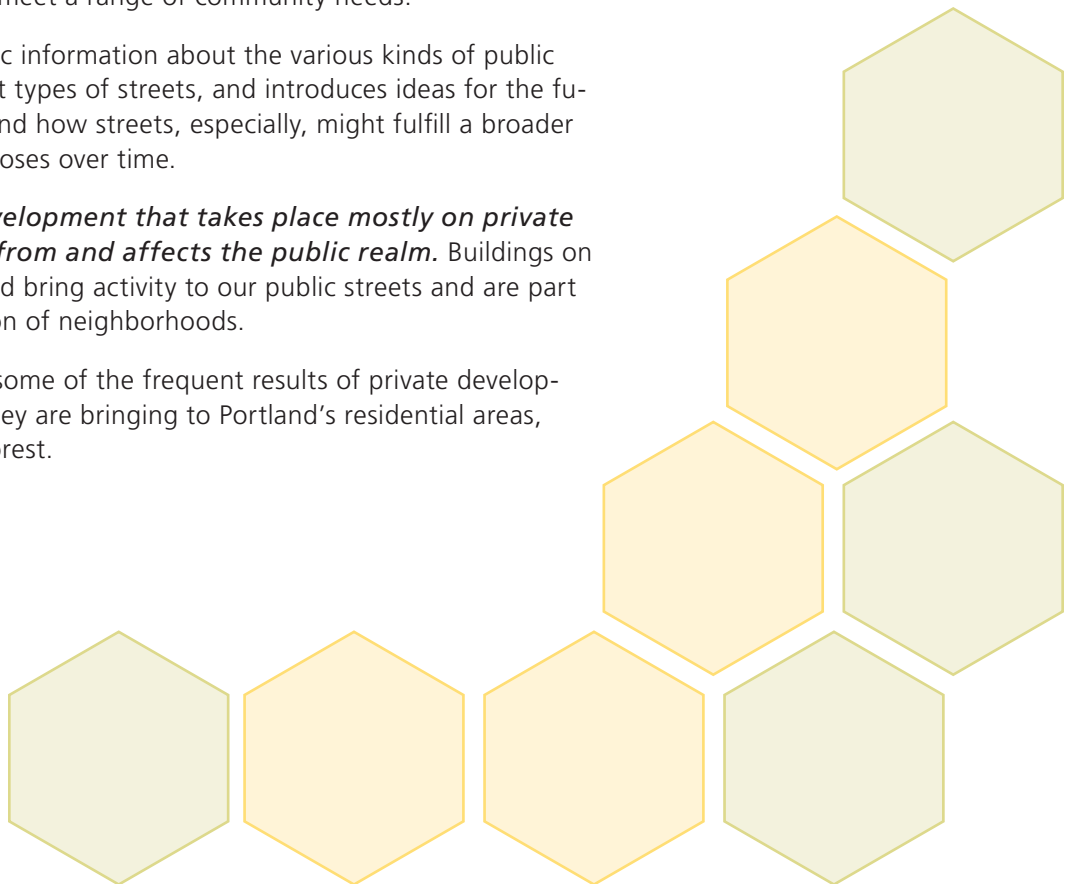 meet a range of community needs.
c information about the various kinds of public
t types of streets, and introduces ideas for the fu-
nd how streets, especially, might fulfill a broader
oses over time.
velopment that takes place mostly on private
from and affects the public realm. Buildings on
d bring activity to our public streets and are part
on of neighborhoods.
some of the frequent results of private develop-
ey are bringing to Portland’s residential areas,
orest.